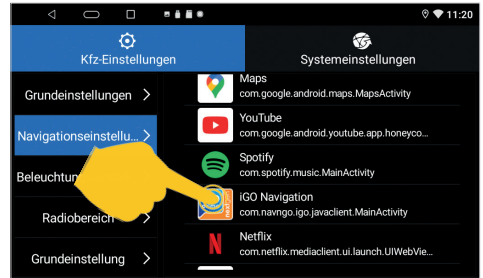 11:20
Kfz-Einstellungen
Systemeinstellungen
Grundeinstellungen
Navigationseinstellu...
Radiobereich
Grundeinstellung
Maps
com.google.android.maps.MapsActivity
YouTube
com.google.android.youtube.app.honeyco...
Spotify
com.spotify.music.MainActivity
iGO Navigation
com.navngo.igo.javaclient.MainActivity
Netflix
com.netflix.mediaclient.ui.launch.UIWebVie...